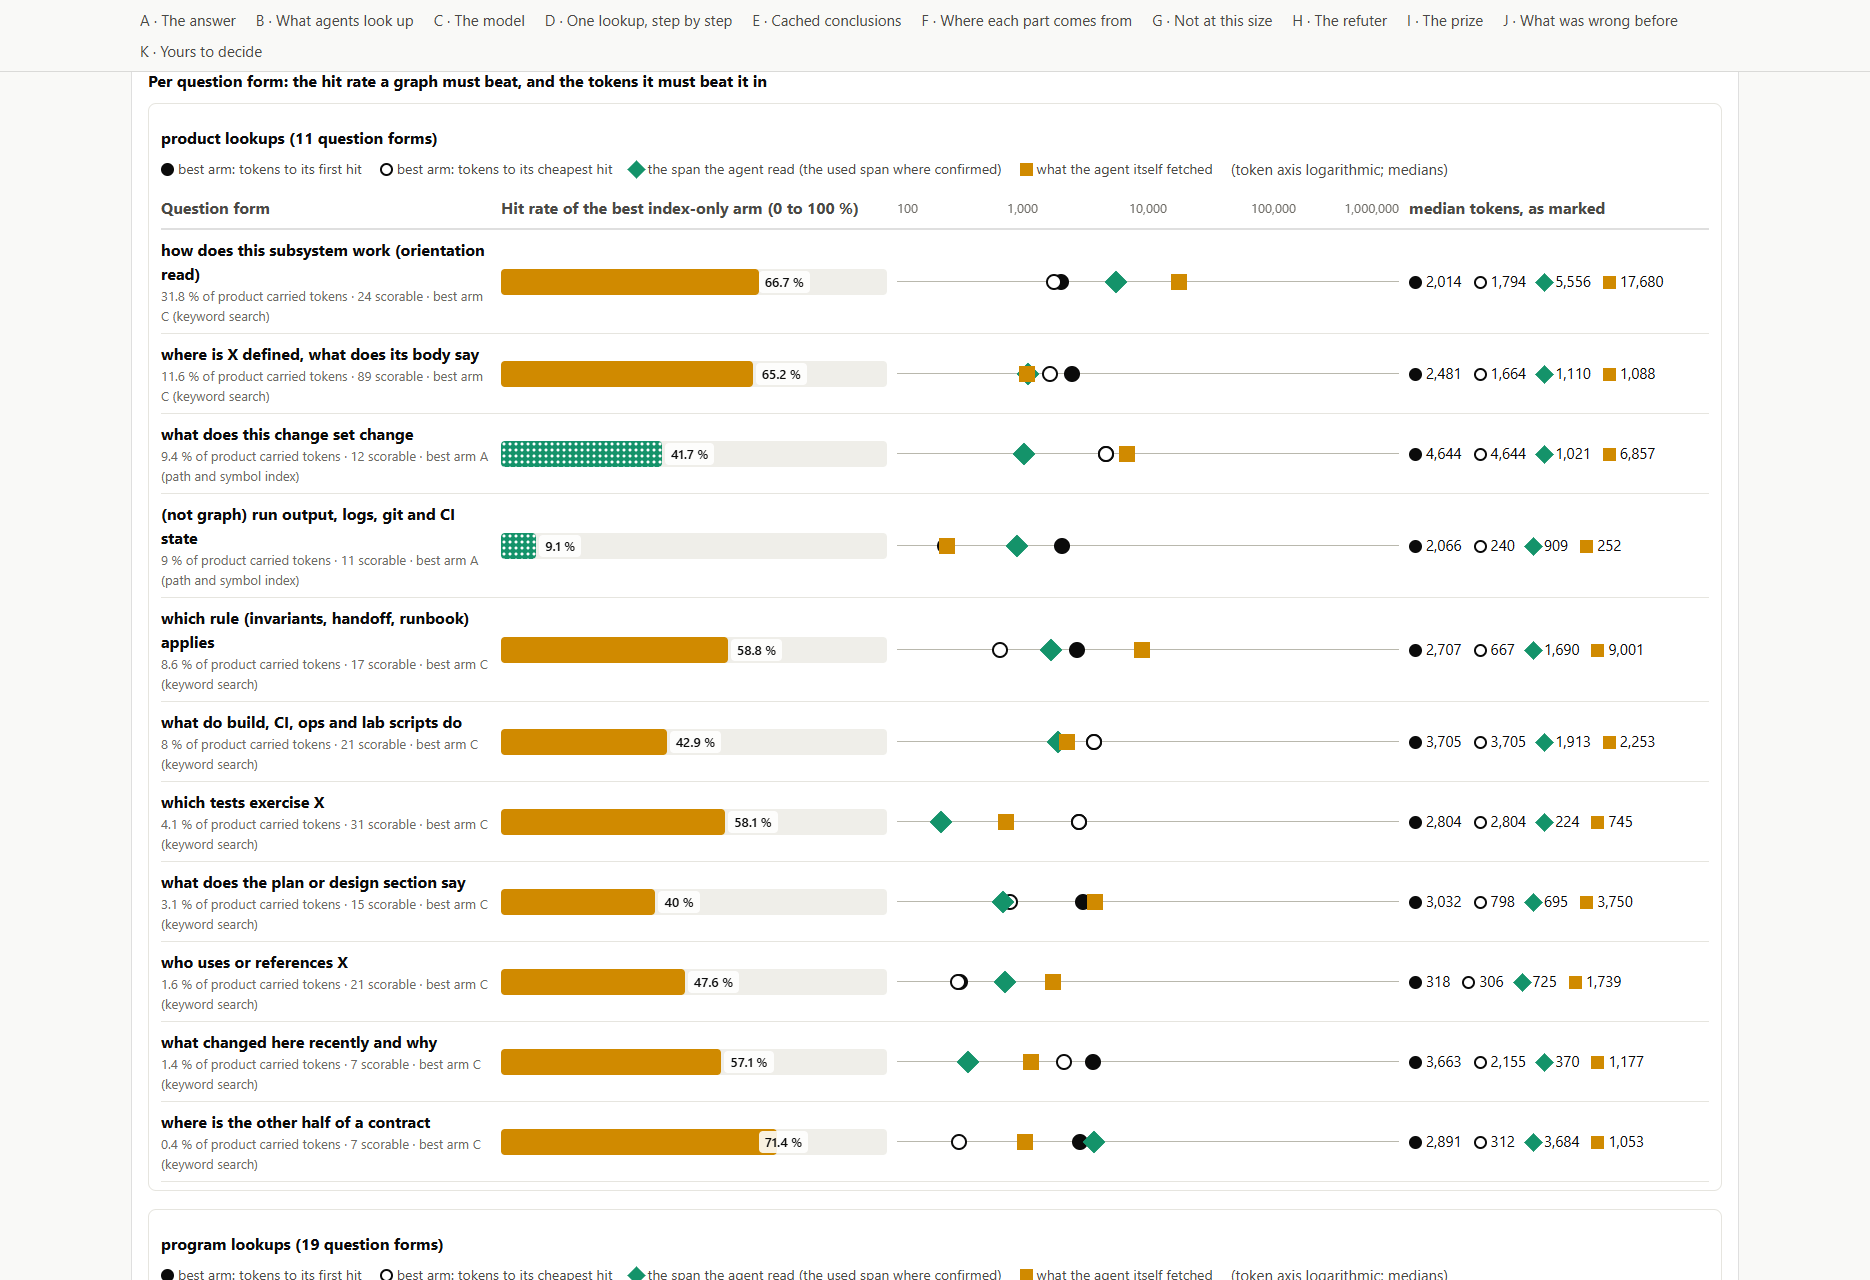 A · The answer B · What agents look up C · The model D · One lookup, step by step E · Cached conclusions F · Where each part comes from G · Not at this size H · The refuter I · The prize J · What was wrong before
K · Yours to decide
Per question form: the hit rate a graph must beat, and the tokens it must beat it in
product lookups (11 question forms)
best arm: tokens to its first hit best arm: tokens to its cheapest hit the span the agent read (the used span where confirmed) what the agent itself fetched (token axis logarithmic; medians)
Question form Hit rate of the best index-only arm (0 to 100 %) 100 1,000 10,000 100,000 1,000,000 median tokens, as marked
how does this subsystem work (orientation
read)
31.8 % of product carried tokens · 24 scorable · best arm
C (keyword search)
66.7 % 2,014 1,794 5,556 17,680
where is X defined, what does its body say
11.6 % of product carried tokens · 89 scorable · best arm
C (keyword search)
65.2 % 2,481 1,664 1,110 1,088
what does this change set change
9.4 % of product carried tokens · 12 scorable · best arm A
(path and symbol index)
41.7 % 4,644 4,644 1,021 6,857
(not graph) run output, logs, git and CI
state
9 % of product carried tokens · 11 scorable · best arm A
(path and symbol index)
9.1 % 2,066 240 909 252
which rule (invariants, handoff, runbook)
applies
8.6 % of product carried tokens · 17 scorable · best arm C
(keyword search)
58.8 % 2,707 667 1,690 9,001
what do build, CI, ops and lab scripts do
8 % of product carried tokens · 21 scorable · best arm C
(keyword search)
42.9 % 3,705 3,705 1,913 2,253
which tests exercise X
4.1 % of product carried tokens · 31 scorable · best arm C
(keyword search)
58.1 % 2,804 2,804 224 745
what does the plan or design section say
3.1 % of product carried tokens · 15 scorable · best arm C
(keyword search)
40 % 3,032 798 695 3,750
who uses or references X
1.6 % of product carried tokens · 21 scorable · best arm C
(keyword search)
47.6 % 318 306 725 1,739
what changed here recently and why
1.4 % of product carried tokens · 7 scorable · best arm C
(keyword search)
57.1 % 3,663 2,155 370 1,177
where is the other half of a contract
0.4 % of product carried tokens · 7 scorable · best arm C
(keyword search)
71.4 % 2,891 312 3,684 1,053
program lookups (19 question forms)
best arm: tokens to its first hit best arm: tokens to its cheapest hit the span the agent read (the used span where confirmed) what the agent itself fetched (token axis logarithmic; medians)